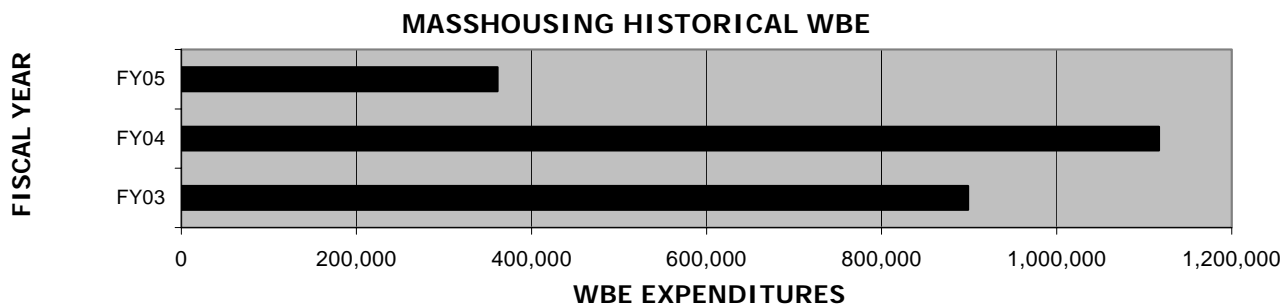 MASSHOUSING HISTORICAL WBE
FISCAL YEAR
FY05
FY04
FY03
0 200,000 400,000 600,000 800,000 1,000,000 1,200,000
WBE EXPENDITURES